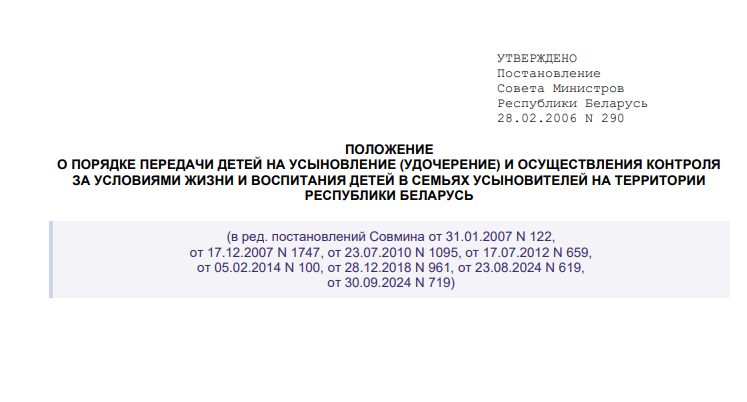 УТВЕРЖДЕНО
Постановление
Совета Министров
Республики Беларусь
28.02.2006 N 290
ПОЛОЖЕНИЕ
О ПОРЯДКЕ ПЕРЕДАЧИ ДЕТЕЙ НА УСЫНОВЛЕНИЕ (УДОЧЕРЕНИЕ) И ОСУЩЕСТВЛЕНИЯ КОНТРОЛЯ
ЗА УСЛОВИЯМИ ЖИЗНИ И ВОСПИТАНИЯ ДЕТЕЙ В СЕМЬЯХ УСЫНОВИТЕЛЕЙ НА ТЕРРИТОРИИ
РЕСПУБЛИКИ БЕЛАРУСЬ
(в ред. постановлений Совмина от 31.01.2007 N 122,
от 17.12.2007 N 1747, от 23.07.2010 N 1095, от 17.07.2012 N 659,
от 05.02.2014 N 100, от 28.12.2018 N 961, от 23.08.2024 N 619,
от 30.09.2024 N 719)